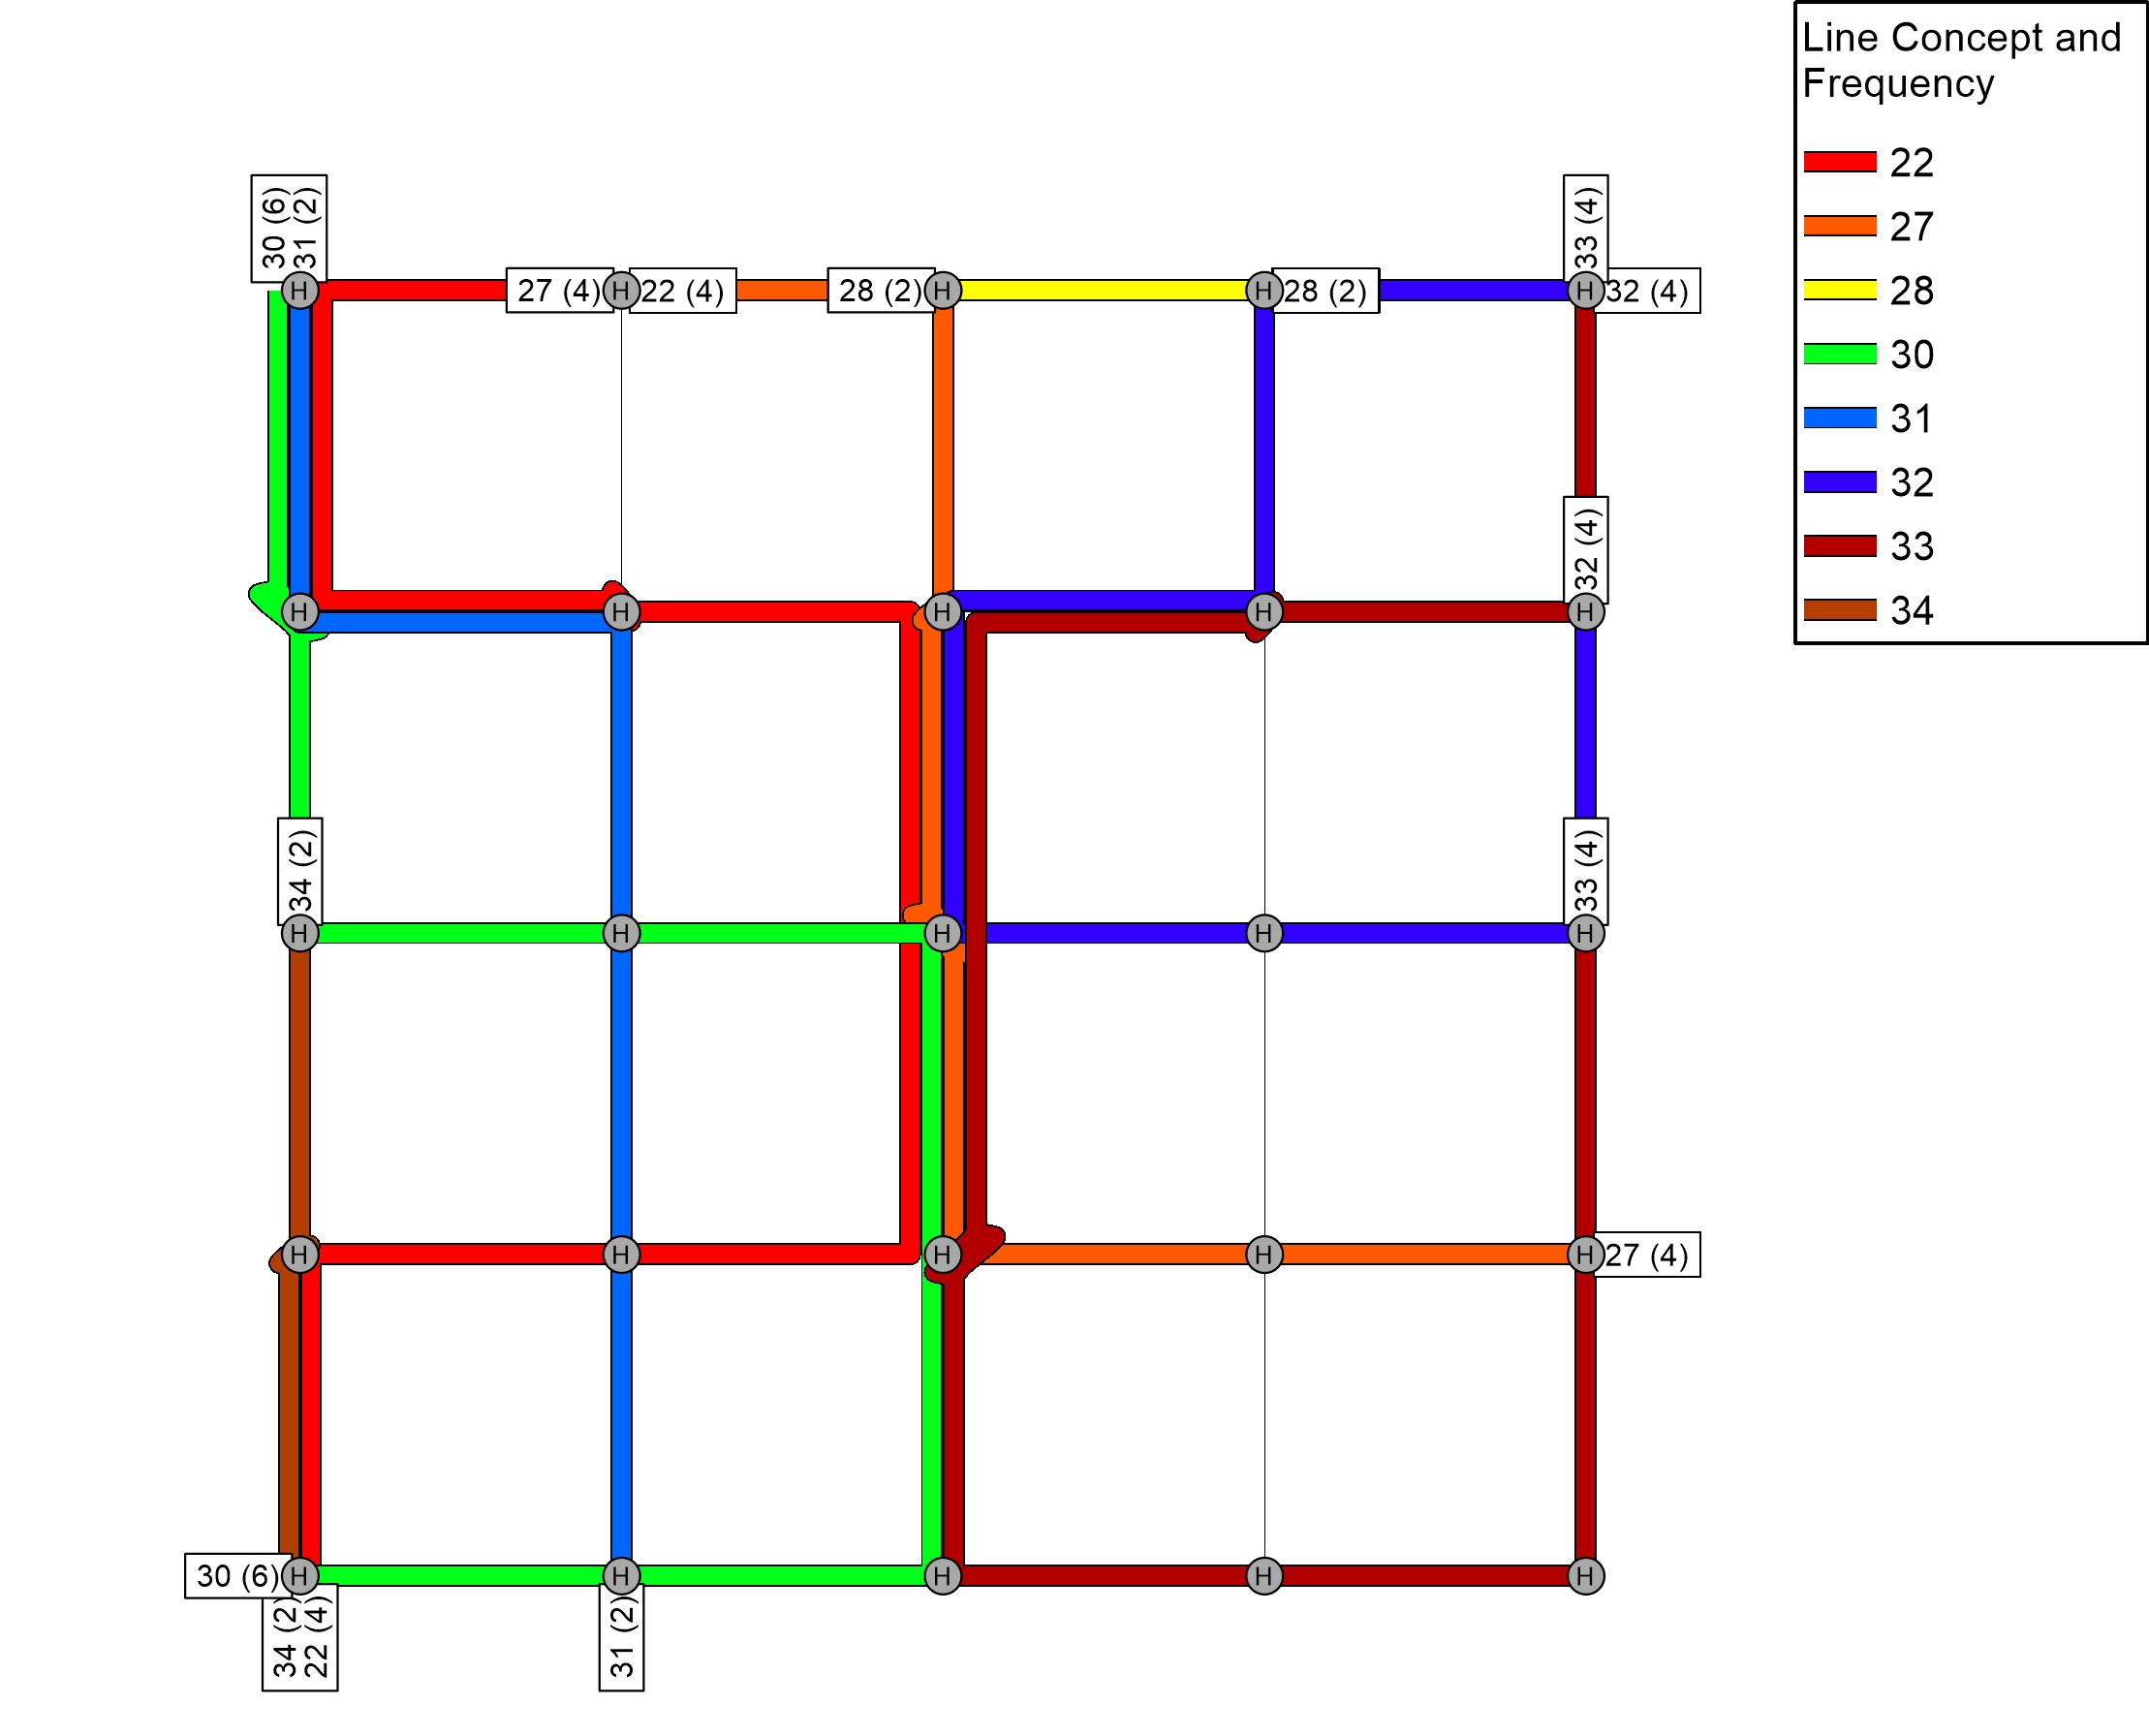 Line Concept and
Frequency
22
27
28
30
31
32
33
34
30 (6)
31 (2)
33 (4)
27 (4)
H
22 (4)
28 (2)
H
H
28 (2)
H
H
32 (4)
32 (4)
H
H
H
H
H
34 (2)
33 (4)
H
H
H
H
H
H
H
H
H
H
27 (4)
30 (6)
H
H
H
H
H
34 (2)
22 (4)
31 (2)